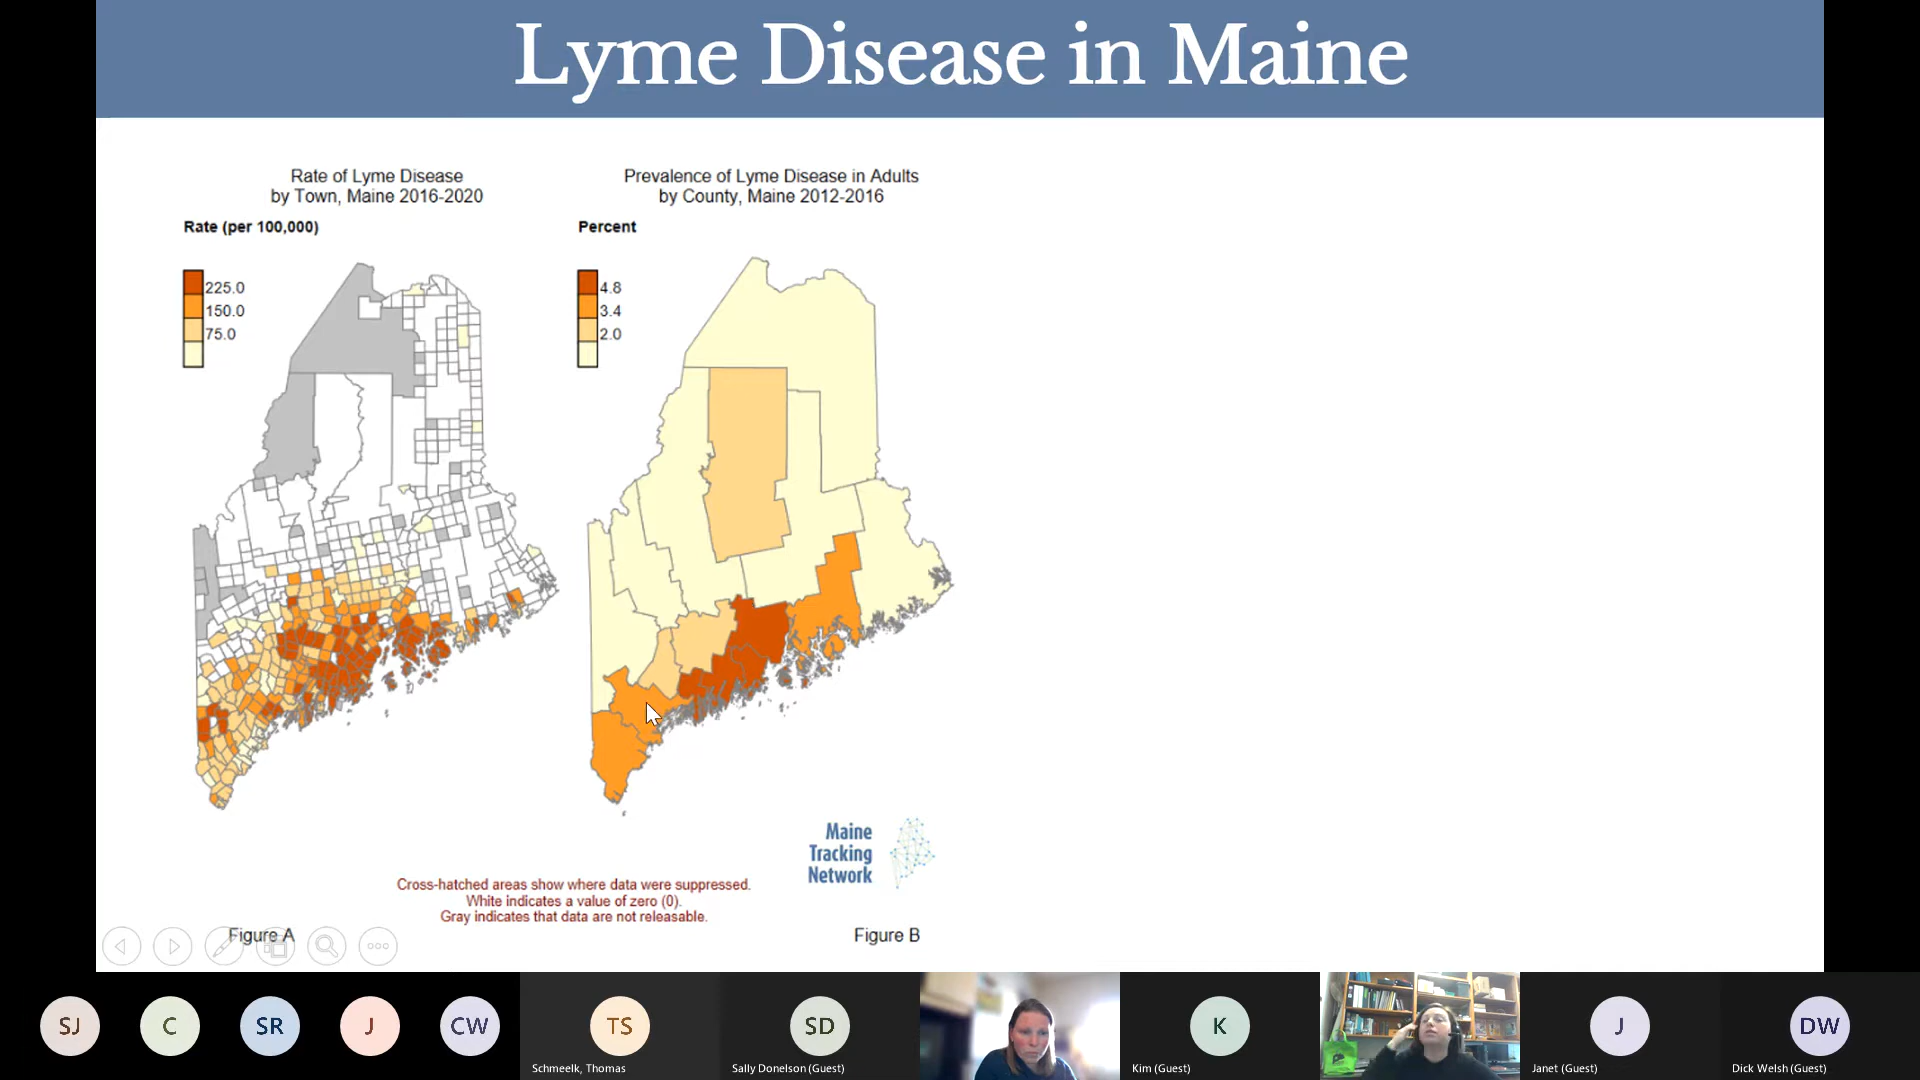 Lyme Disease in Maine
Rate of Lyme Disease
by Town, Maine 2016-2020
Rate (per 100,000)
225.0
150.0
75.0
Prevalence of Lyme Disease in Adults
by County, Maine 2012-2016
Percent
4.8
3.4
2.0
Maine
Tracking
Network
Cross-hatched areas show where data were suppressed.
White indicates a value of zero (0).
Gray indicates that data are not releasable.
Figure A
Figure B
SJ
C
SR
J
CW
TS
Schmeelk, Thomas
SD
Sally Donelson (Guest)
K
Kim (Guest)
J
Janet (Guest)
DW
Dick Welsh (Guest)